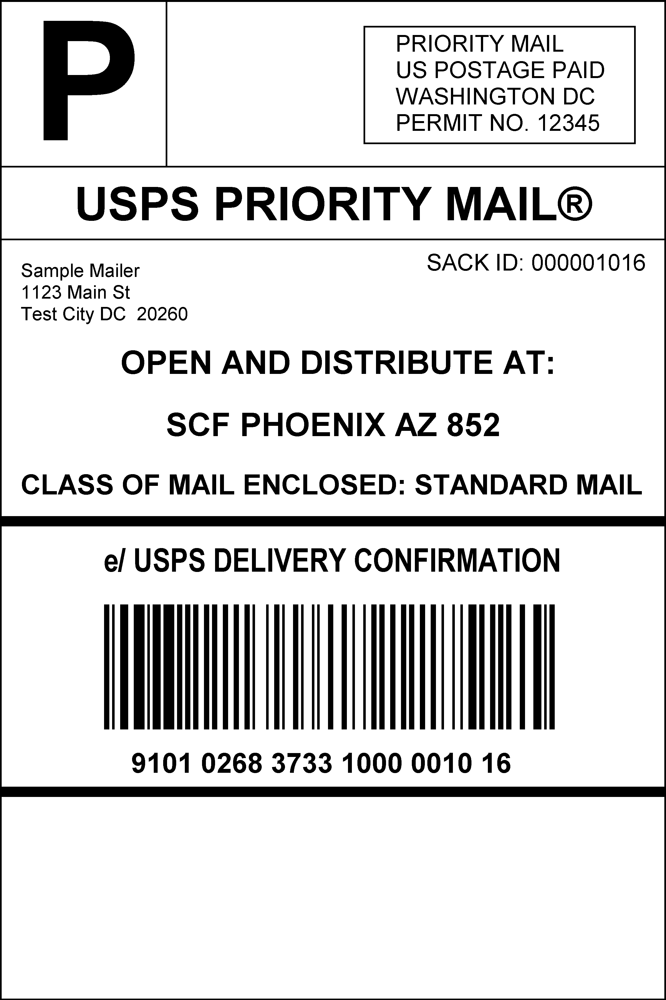 P
PRIORITY MAIL
US POSTAGE PAID
WASHINGTON DC
PERMIT NO. 12345
USPS PRIORITY MAIL®
SACK ID: 000001016
Sample Mailer
1123 Main St
Test City DC  20260
OPEN AND DISTRIBUTE AT:
SCF PHOENIX AZ 852
CLASS OF MAIL ENCLOSED: STANDARD MAIL
e/ USPS DELIVERY CONFIRMATION
9101 0268 3733 1000 0010 16